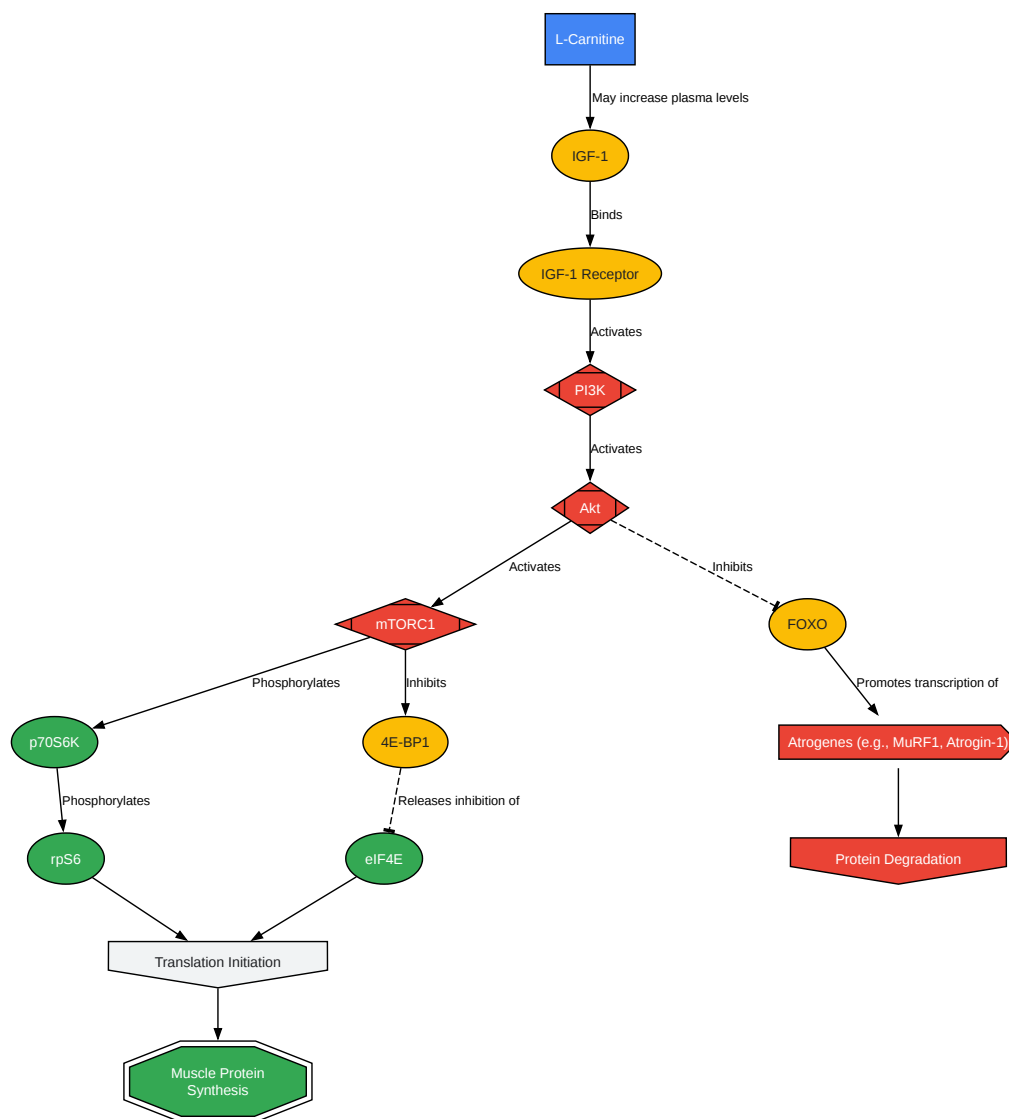 L-Carnitine
May increase plasma levels
IGF-1
Binds
IGF-1 Receptor
Activates
PI3K
Activates
Akt
Activates
Inhibits
mTORC1
FOXO
Phosphorylates
Inhibits
Promotes transcription of
p70S6K
4E-BP1
Atrogenes (e.g., MuRF1, Atrogin-1)
Phosphorylates
Releases inhibition of
rpS6
eIF4E
Protein Degradation
Translation Initiation
Muscle Protein
Synthesis